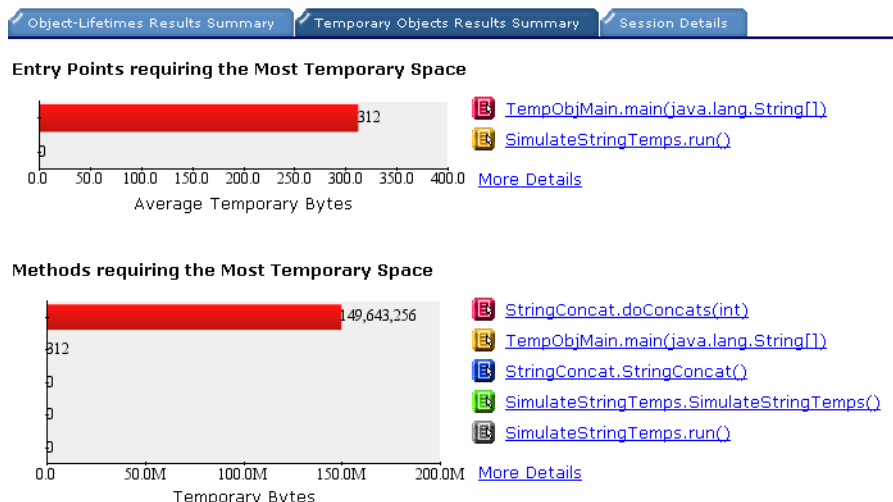 Object-Lifetimes Results Summary
Temporary Objects Results Summary
Session Details
Entry Points requiring the Most Temporary Space
312
0
0.0 50.0 100.0 150.0 200.0 250.0 300.0 350.0 400.0
Average Temporary Bytes
TempObjMain.main(java.lang.String[])
SimulateStringTemps.run()
More Details
Methods requiring the Most Temporary Space
149,643,256
312
0
0
0
0.0 50.0M 100.0M 150.0M 200.0M
Temporary Bytes
StringConcat.doConcats(int)
TempObjMain.main(java.lang.String[])
StringConcat.StringConcat()
SimulateStringTemps.SimulateStringTemps()
SimulateStringTemps.run()
More Details